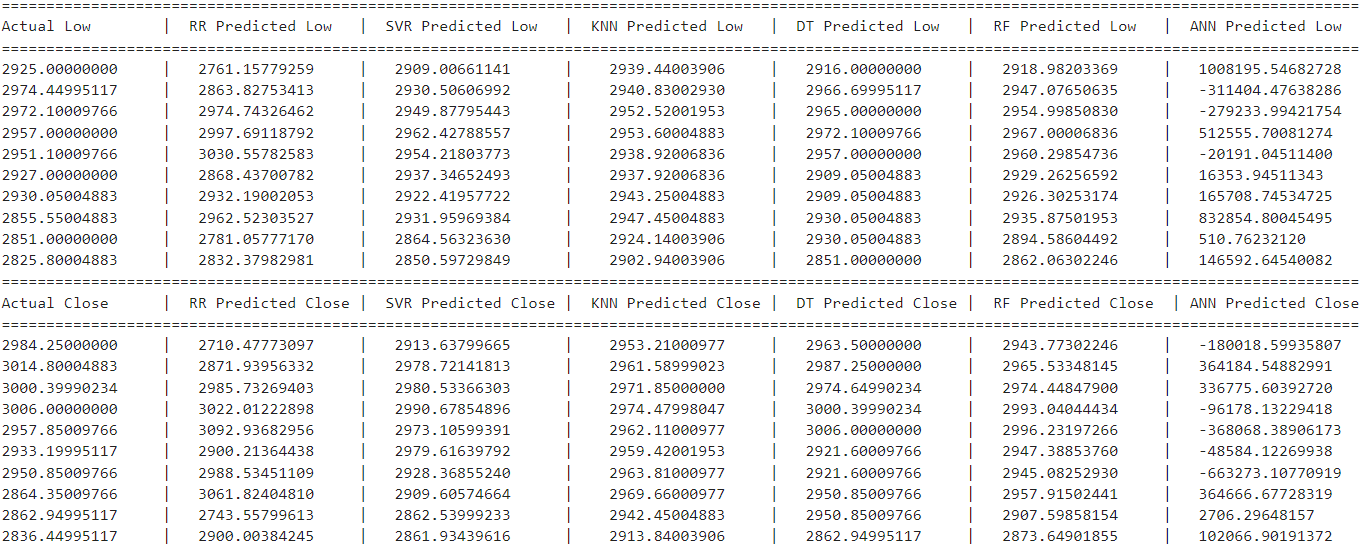 Actual Low | RR Predicted Low | SVR Predicted Low | KNN Predicted Low | DT Predicted Low | RF Predicted Low | ANN Predicted Low
2925.00000000 | 2761.15779259 | 2909.00661141 | 2939.44003906 | 2916.00000000 | 2918.98203369 | 1008195.54682728
2974.44995117 | 2863.82753413 | 2930.50606992 | 2940.83002930 | 2966.69995117 | 2947.07650635 | -311404.47638286
2972.10009766 | 2974.74326462 | 2949.87795443 | 2952.52001953 | 2965.00000000 | 2954.99850830 | -279233.99421754
2957.00000000 | 2997.69118792 | 2962.42788557 | 2953.60004883 | 2972.10009766 | 2967.00006836 | 512555.70081274
2951.10009766 | 3030.55782583 | 2954.21803773 | 2938.92006836 | 2957.00000000 | 2960.29854736 | -20191.04511400
2927.00000000 | 2868.43700782 | 2937.34652493 | 2937.92006836 | 2909.05004883 | 2929.26256592 | 16353.94511343
2930.05004883 | 2932.19002053 | 2922.41957722 | 2943.25004883 | 2909.05004883 | 2926.30253174 | 165708.74534725
2855.55004883 | 2962.52303527 | 2931.95969384 | 2947.45004883 | 2930.05004883 | 2935.87501953 | 832854.80045495
2851.00000000 | 2781.05777170 | 2864.56323630 | 2924.14003906 | 2930.05004883 | 2894.58604492 | 510.76232120
2825.80004883 | 2832.37982981 | 2850.59729849 | 2902.94003906 | 2851.00000000 | 2862.06302246 | 146592.64540082
Actual Close | RR Predicted Close | SVR Predicted Close | KNN Predicted Close | DT Predicted Close | RF Predicted Close | ANN Predicted Close
2984.25000000 | 2710.47773097 | 2913.63799665 | 2953.21000977 | 2963.50000000 | 2943.77302246 | -180018.59935807
3014.80004883 | 2871.93956332 | 2978.72141813 | 2961.58999023 | 2987.25000000 | 2965.53348145 | 364184.54882991
3000.39990234 | 2985.73269403 | 2980.53366303 | 2971.85000000 | 2974.64990234 | 2974.44847900 | 336775.60392720
3006.00000000 | 3022.01222898 | 2990.67854896 | 2974.47998047 | 3000.39990234 | 2993.04044434 | -96178.13229418
2957.85009766 | 3092.93682956 | 2973.10599391 | 2962.11000977 | 3006.00000000 | 2996.23197266 | -368068.38906173
2933.19995117 | 2900.21364438 | 2979.61639792 | 2959.42001953 | 2921.60009766 | 2947.38853760 | -48584.12269938
2950.85009766 | 2988.53451109 | 2928.36855240 | 2963.81000977 | 2921.60009766 | 2945.08252930 | -663273.10770919
2864.35009766 | 3061.82404810 | 2909.60574664 | 2969.66000977 | 2950.85009766 | 2957.91502441 | 364666.67728319
2862.94995117 | 2743.55799613 | 2862.53999233 | 2942.45004883 | 2950.85009766 | 2907.59858154 | 2706.29648157
2836.44995117 | 2900.00384245 | 2861.93439616 | 2913.84003906 | 2862.94995117 | 2873.64901855 | 102066.90191372